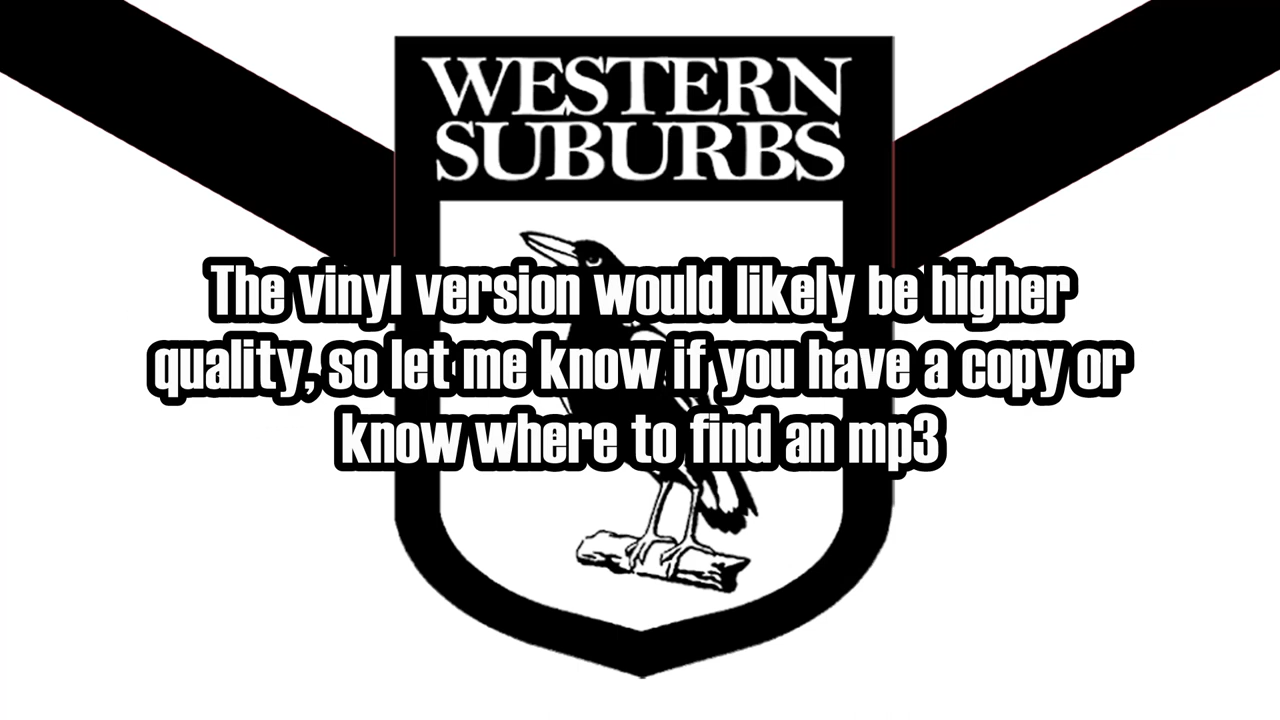 WESTERN
SUBURBS
The vinyl version would likely be higher
quality, so let me know if you have a copy or
know where to find an mp3